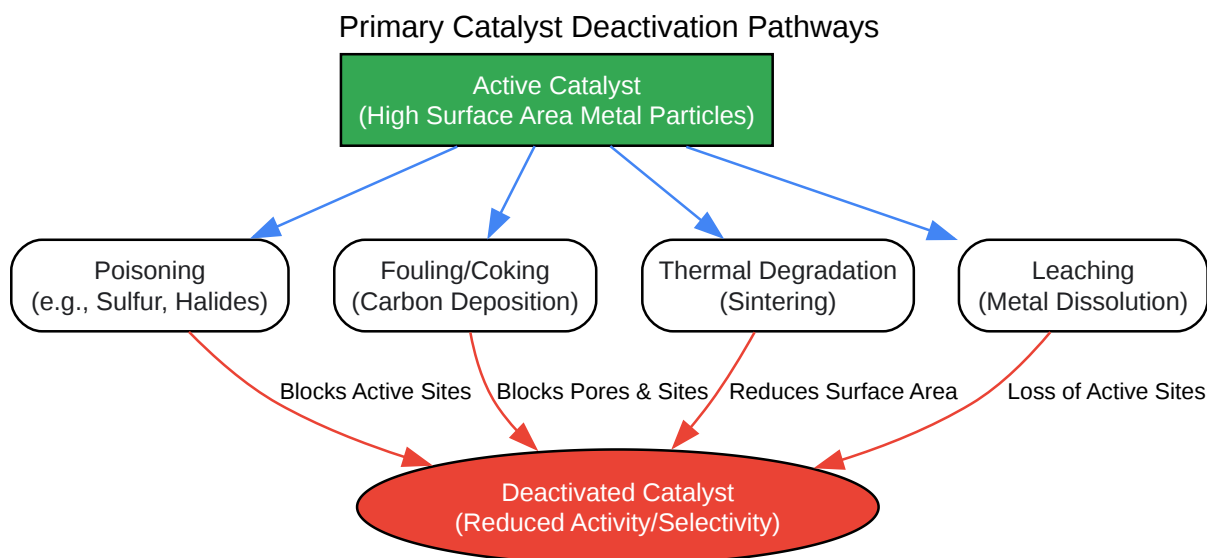 Primary Catalyst Deactivation Pathways
Active Catalyst
(High Surface Area Metal Particles)
Poisoning
(e.g., Sulfur, Halides)
Fouling/Coking
(Carbon Deposition)
Thermal Degradation
(Sintering)
Leaching
(Metal Dissolution)
Blocks Active Sites
Blocks Pores & Sites
Reduces Surface Area
Loss of Active Sites
Deactivated Catalyst
(Reduced Activity/Selectivity)